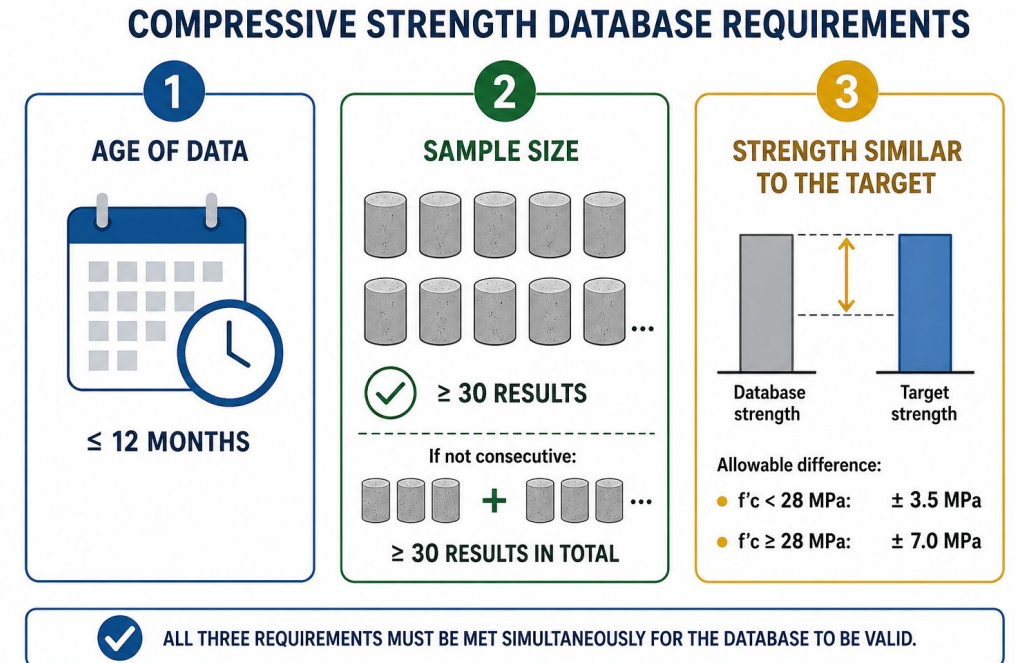 COMPRESSIVE STRENGTH DATABASE REQUIREMENTS
1
AGE OF DATA
≤ 12 MONTHS
2
SAMPLE SIZE
...
≥ 30 RESULTS
If not consecutive:
+ ...
≥ 30 RESULTS IN TOTAL
3
STRENGTH SIMILAR
TO THE TARGET
Database
strength
Target
strength
Allowable difference:
• f'c < 28 MPa: ± 3.5 MPa
• f'c ≥ 28 MPa: ± 7.0 MPa
ALL THREE REQUIREMENTS MUST BE MET SIMULTANEOUSLY FOR THE DATABASE TO BE VALID.